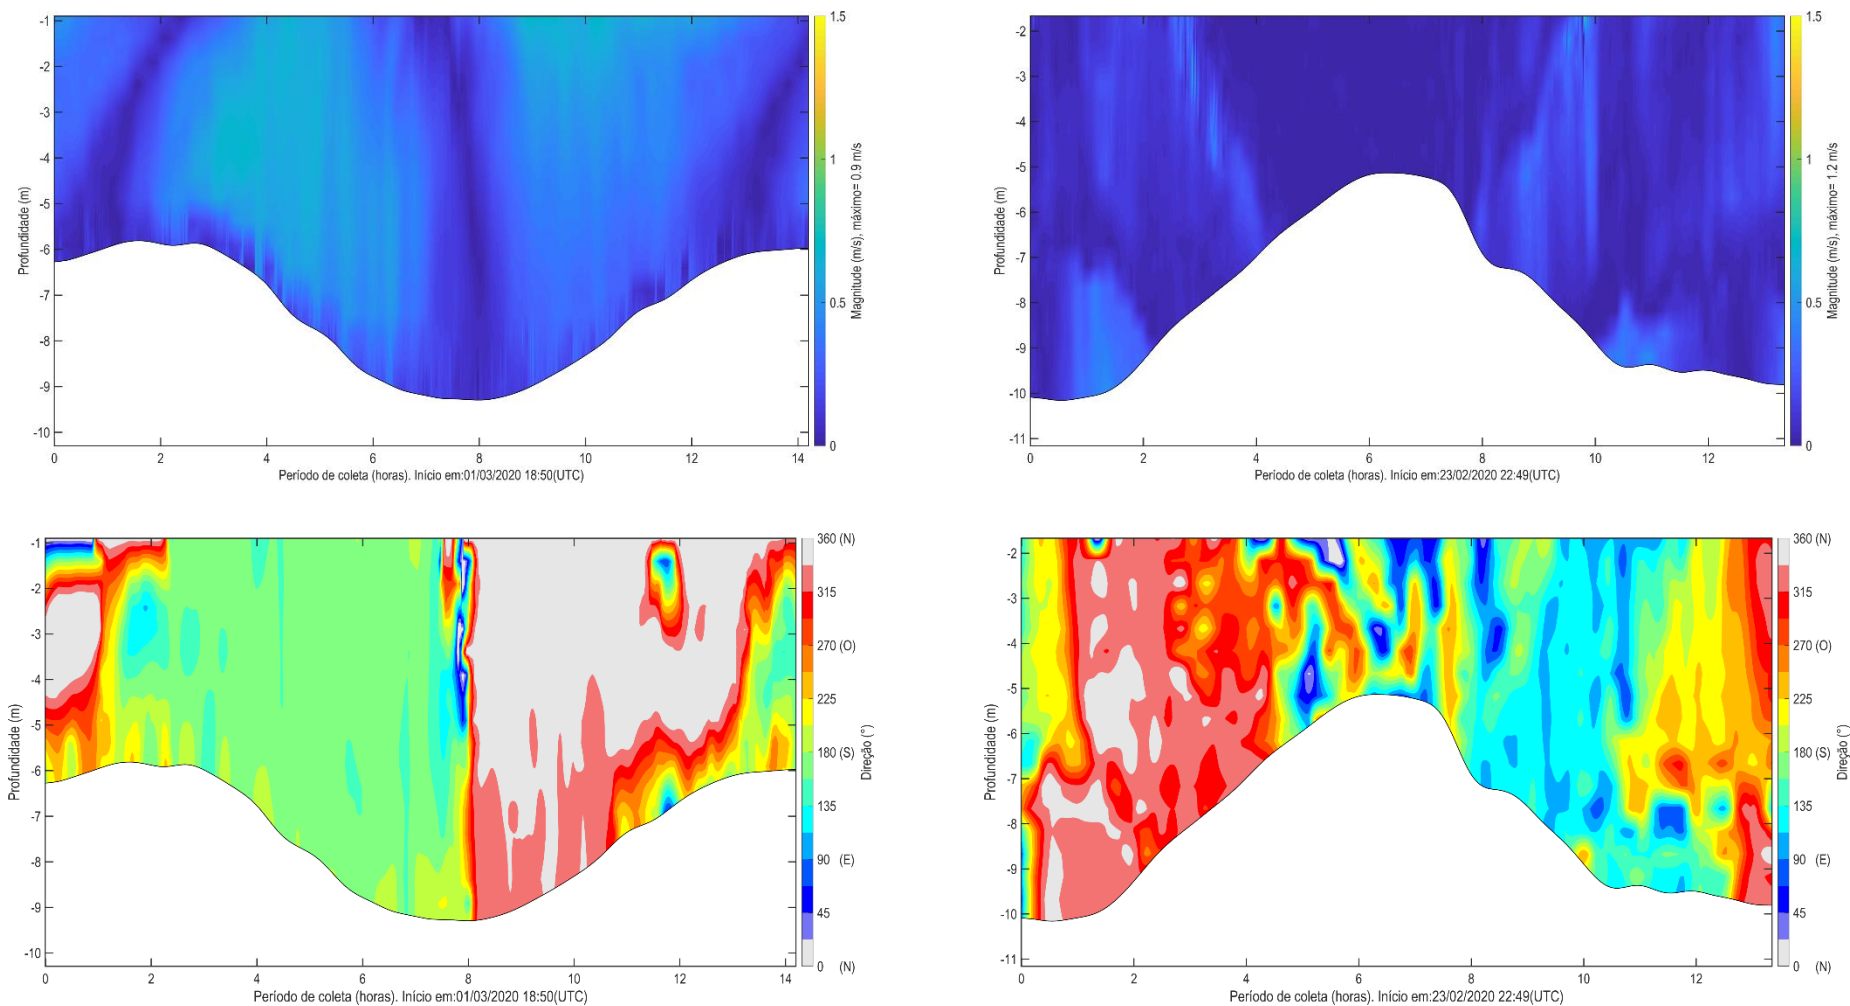 -1
-2
-3
-4
-5
-6
-7
-8
-9
-10
Profundidade (m)
0 2 4 6 8 10 12 14
Período de coleta (horas). Início em:01/03/2020 18:50(UTC)
1.5
1
0.5
0
Magnitude (m/s), máximo= 0.9 m/s
-2
-3
-4
-5
-6
-7
-8
-9
-10
-11
Profundidade (m)
0 2 4 6 8 10 12
Período de coleta (horas). Início em:23/02/2020 22:49(UTC)
1.5
1
0.5
0
Magnitude (m/s), máximo= 1.2 m/s
-1
-2
-3
-4
-5
-6
-7
-8
-9
-10
Profundidade (m)
0 2 4 6 8 10 12 14
Período de coleta (horas). Início em:01/03/2020 18:50(UTC)
360 (N)
315
270 (O)
225
180 (S)
135
90 (E)
45
0 (N)
Direção (°)
-2
-3
-4
-5
-6
-7
-8
-9
-10
-11
Profundidade (m)
0 2 4 6 8 10 12
Período de coleta (horas). Início em:23/02/2020 22:49(UTC)
360 (N)
315
270 (O)
225
180 (S)
135
90 (E)
45
0 (N)
Direção (°)